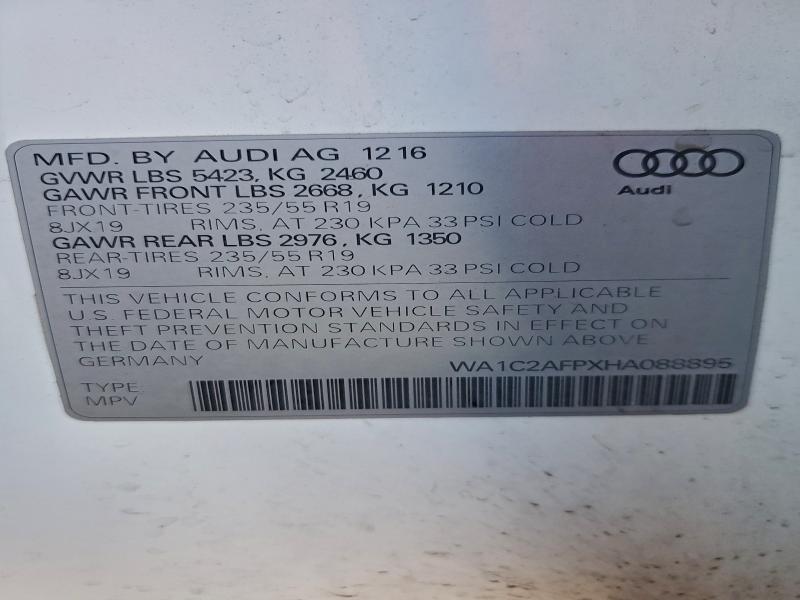 MFD. BY AUDI AG 12 16
GVWR LBS 5423, KG 2460
GAWR FRONT LBS 2668, KG 1210
FRONT-TIRES 235/55 R19
8JX19 RIMS, AT 230 KPA 33 PSI COLD
GAWR REAR LBS 2976, KG 1350
REAR-TIRES 235/55 R19
8JX19 RIMS, AT 230 KPA 33 PSI COLD
Audi
THIS VEHICLE CONFORMS TO ALL APPLICABLE
U.S. FEDERAL MOTOR VEHICLE SAFETY AND
THEFT PREVENTION STANDARDS IN EFFECT ON
THE DATE OF MANUFACTURE SHOWN ABOVE.
GERMANY WA1C2AFPXHA088895
TYPE
MPV